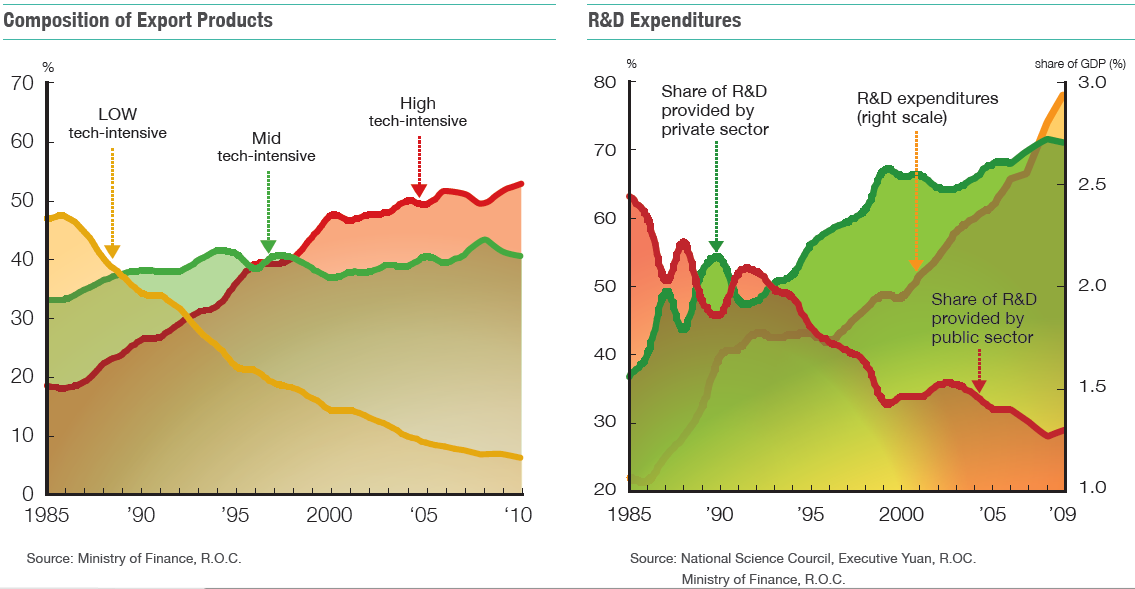 Composition of Export Products
%
70
60
50
40
30
20
10
0
LOW
tech-intensive
Mid
tech-intensive
High
tech-intensive
1985 '90 '95 2000 '05 '10
Source: Ministry of Finance, R.O.C.
R&D Expenditures
%
share of GDP (%)
80
70
60
50
40
30
20
3.0
2.5
2.0
1.5
1.0
Share of R&D
provided by
private sector
R&D expenditures
(right scale)
Share of R&D
provided by
public sector
1985 '90 '95 2000 '05 '09
Source: National Science Courcil, Executive Yuan, R.OC.
Ministry of Finance, R.O.C.